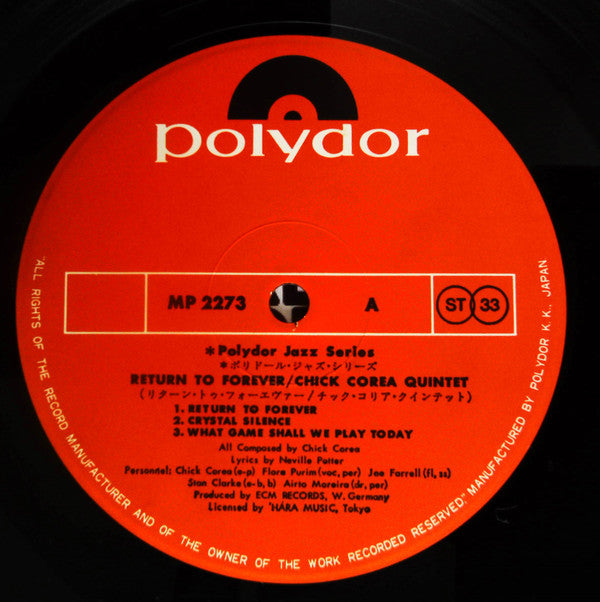 polydor
MP 2273 A ST 33
*Polydor Jazz Series
*ポリドール・ジャズ・シリーズ
RETURN TO FOREVER/CHICK COREA QUINTET
(リターン・トゥ・フォーエヴァー/チック・コリア・クインテット)
1. RETURN TO FOREVER
2. CRYSTAL SILENCE
3. WHAT GAME SHALL WE PLAY TODAY
All Composed by Chick Corea
Lyrics by Neville Potter
Personnel: Chick Corea (e-p) Flora Purim (voc, per) Joe Farrell (fl, ss)
Stan Clarke (e-b, b) Airto Moreira (dr, per)
Produced by ECM RECORDS, W. Germany
Licensed by 'HÁRA MUSIC, Tokyo
"ALL RIGHTS OF THE RECORD MANUFACTURER AND OF THE OWNER OF THE WORK RECORDED RESERVED." MANUFACTURED BY POLYDOR K. K. JAPAN